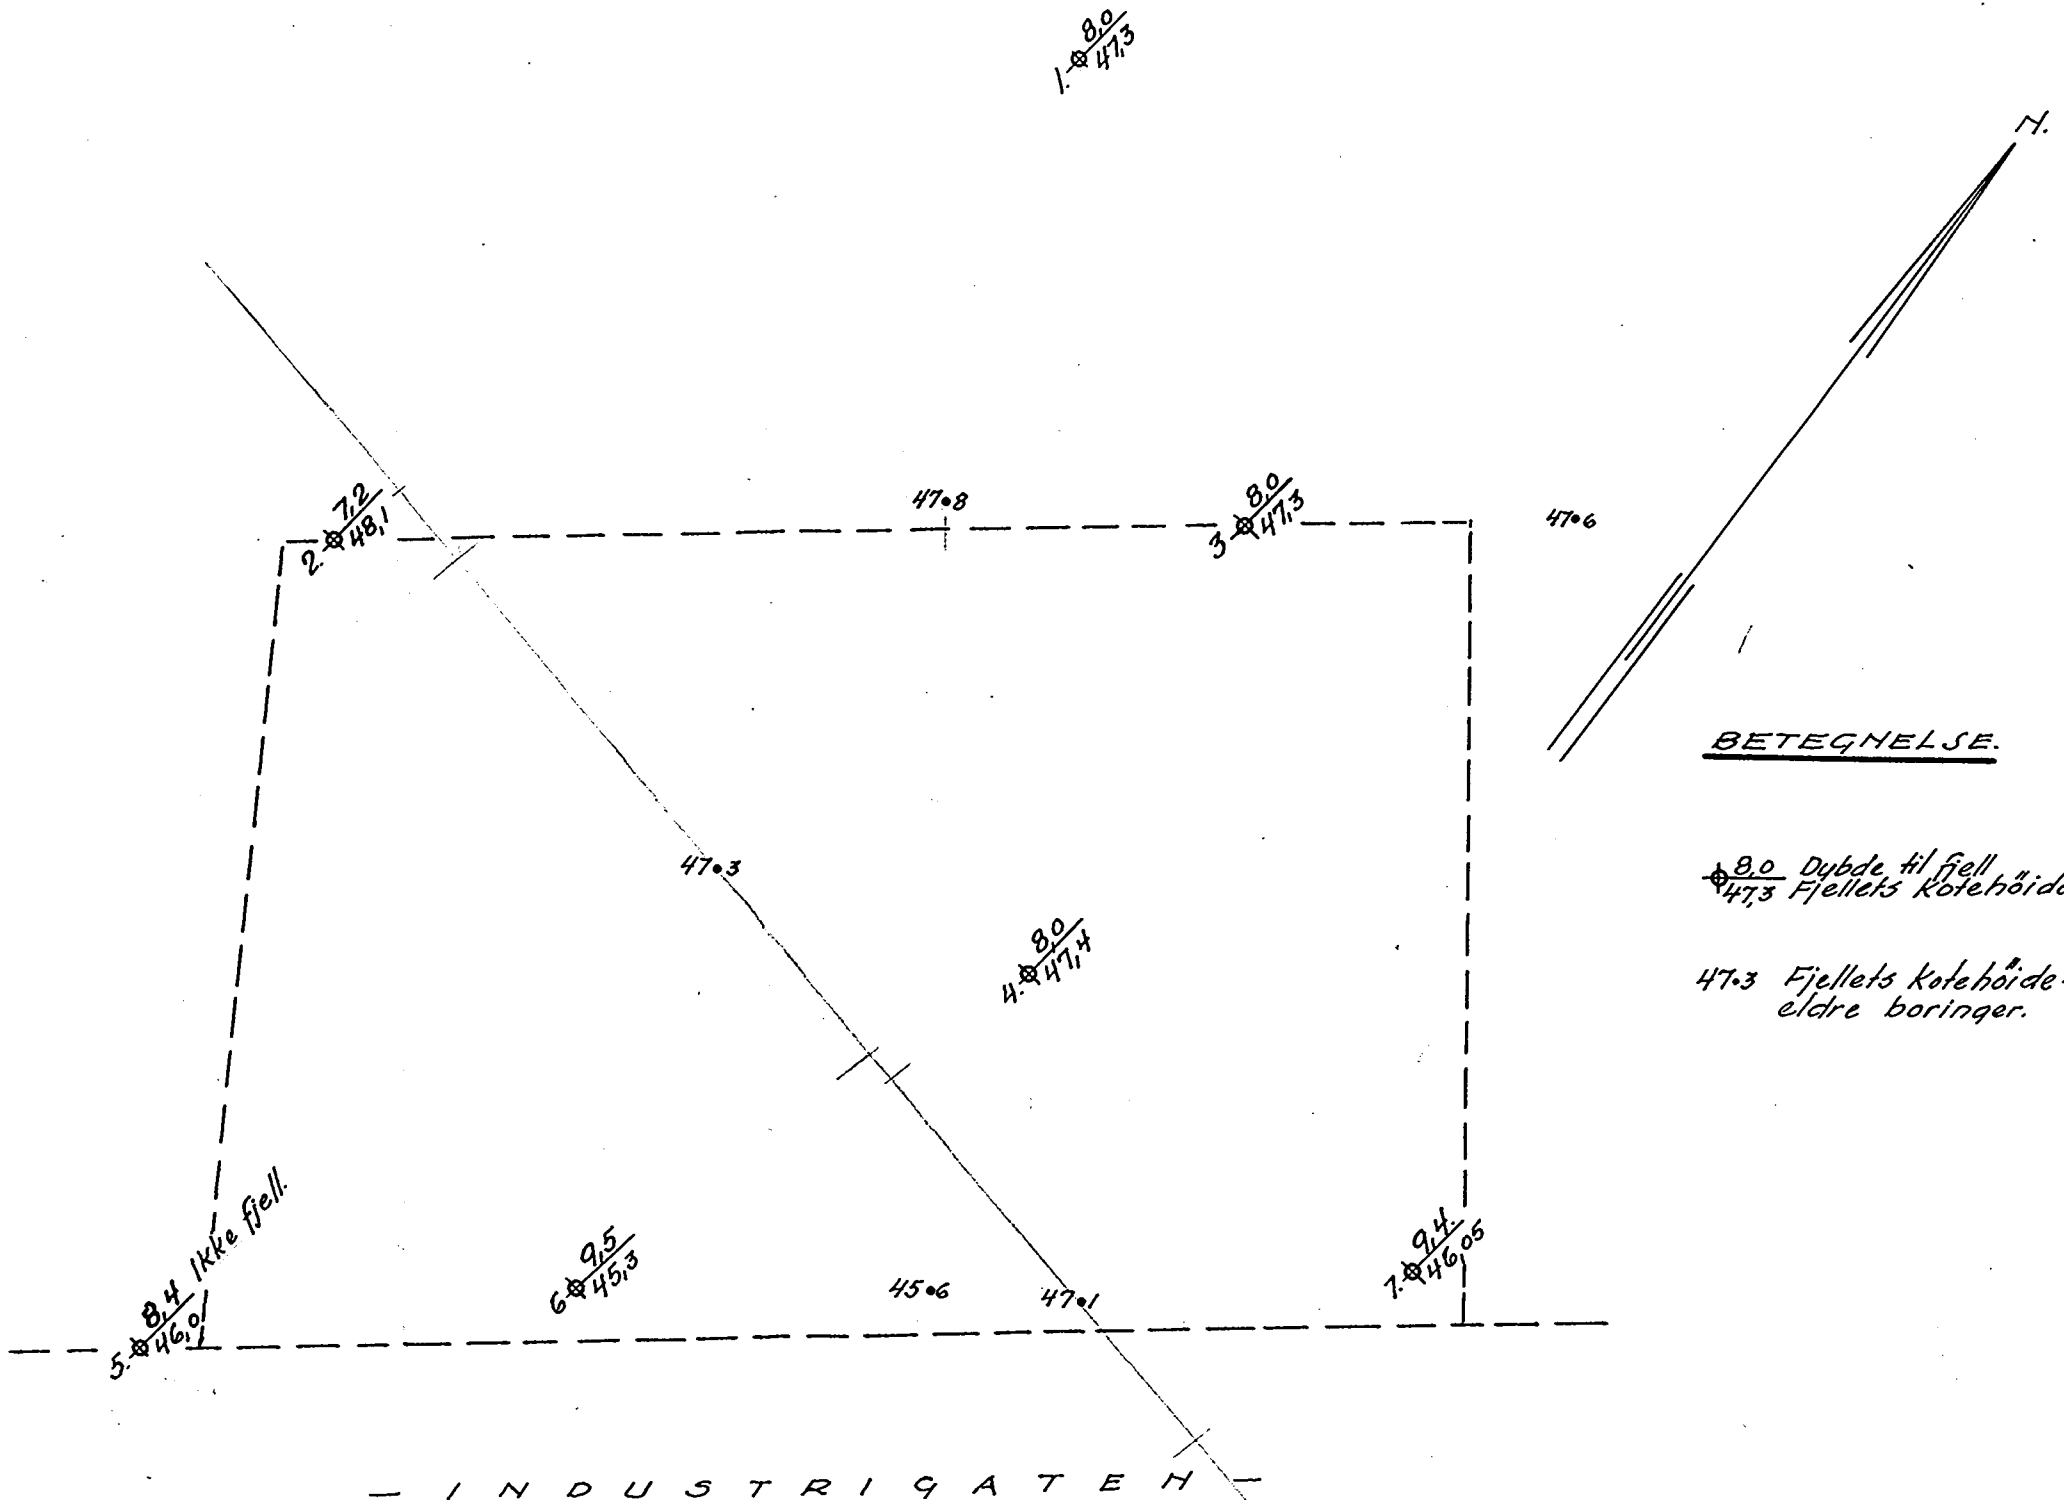 8,0
1. 47,3
N.
7,2
2. 48,1
47.8
8,0
3 47,3
47.6
BETEGNELSE.
8,0 Dybde til fjell
47,3 Fjellets Kotehöide
47.3 Fjellets Kotehöide-
eldre boringer.
47.3
8,0
4. 47,4
8,4 Ikke fjell.
5. 46,0
9,5
6 45,3
45.6
47.1
9,4.
7. 46,05
— INDUSTRIGATEN —